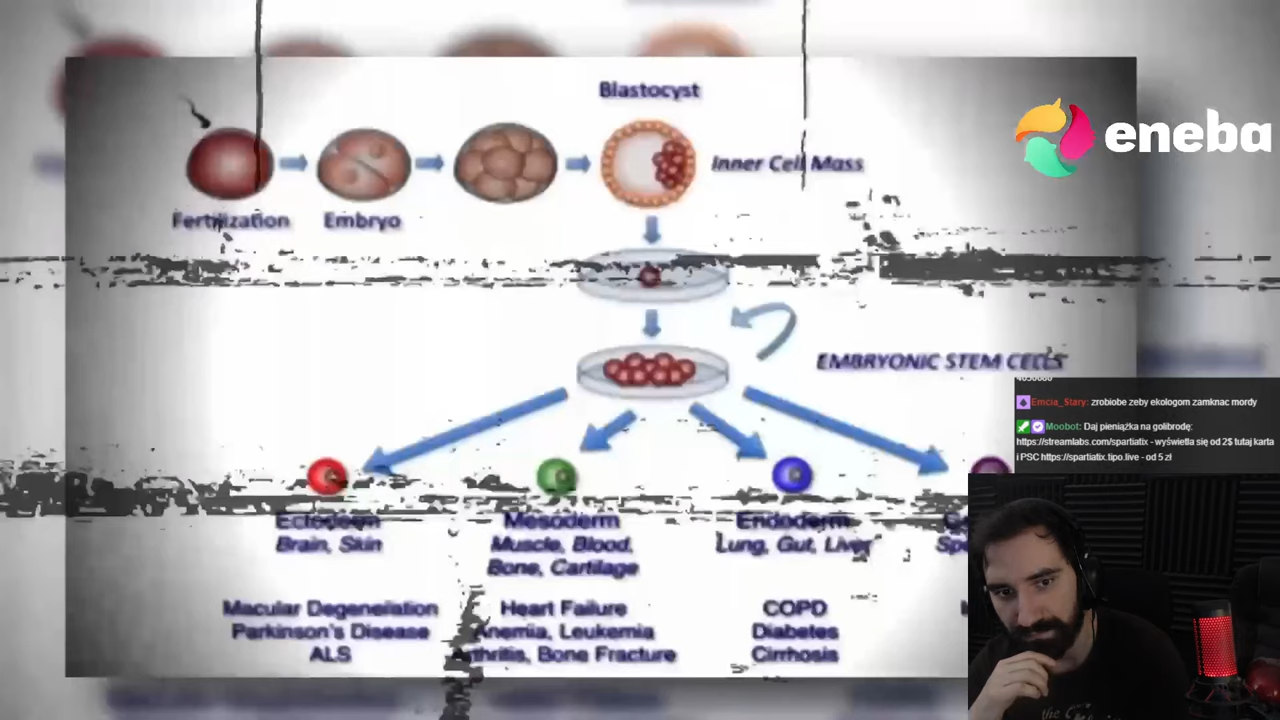 Blastocyst
eneba
Inner Cell Mass
Fertilization
Embryo
EMBRYONIC STEM CELLS
Emcia_Stary: zrobiobe zeby ekologom zamknac mordy
Moobot: Daj pieniążka na golibrodę:
https://streamlabs.com/spartiatix - wyświetla się od 2$ tutaj karta
i PSC https://spartiatix.tipo.live - od 5 zł
Ectoderm
Brain, Skin
Mesoderm
Muscle, Blood,
Bone, Cartilage
Endoderm
Lung, Gut, Liver
Macular Degeneration
Parkinson's Disease
ALS
Heart Failure
Anemia, Leukemia
Arthritis, Bone Fracture
COPD
Diabetes
Cirrhosis